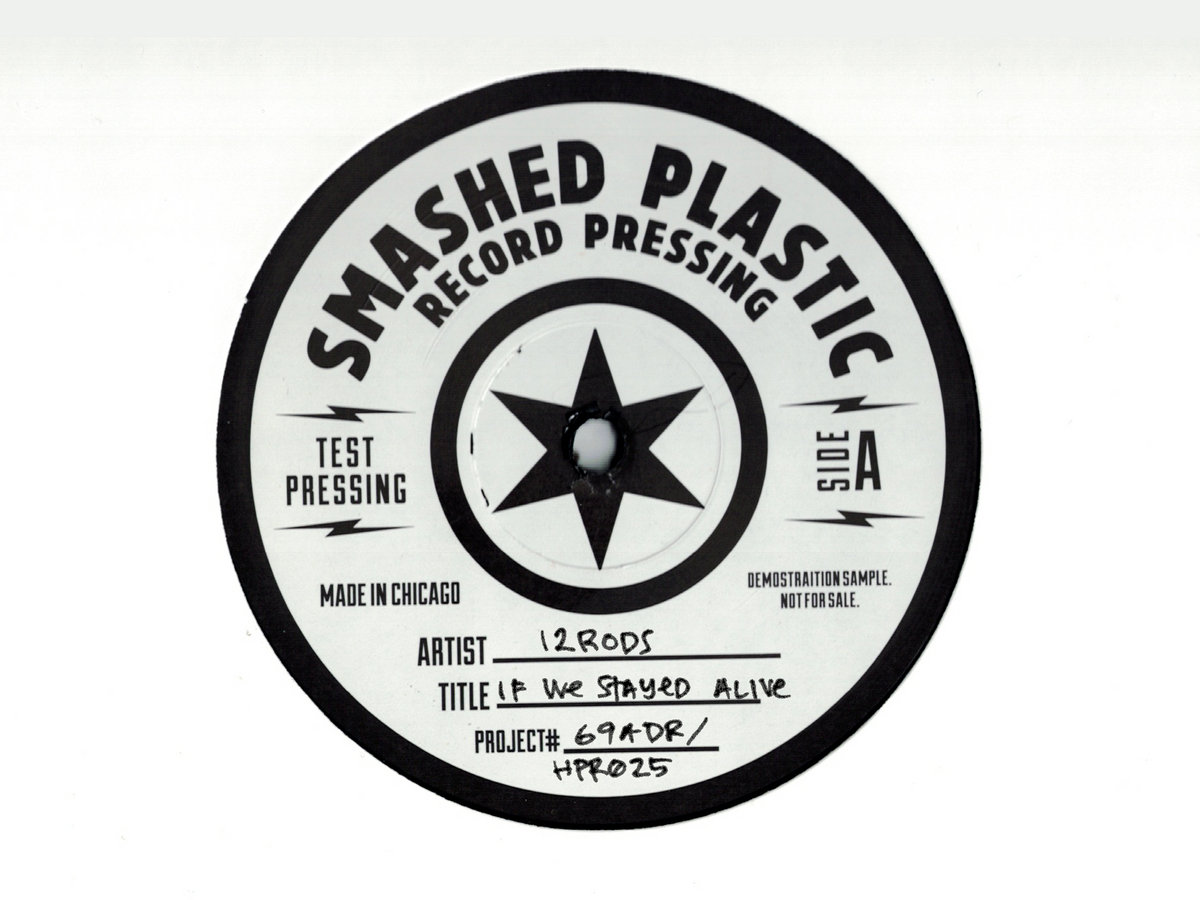 SMASHED PLASTIC
RECORD PRESSING
TEST
PRESSING
SIDE A
MADE IN CHICAGO
DEMOSTRAITION SAMPLE.
NOT FOR SALE.
ARTIST 12RODS
TITLE IF We STAYED ALIVe
PROJECT# 69ADR/
HPR025